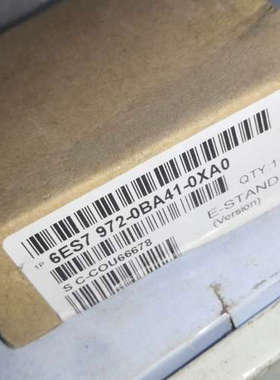 1P 6ES7 972-0BA41-0XA0
S C-COU66678
QTY 1
E-STAND
(Version)